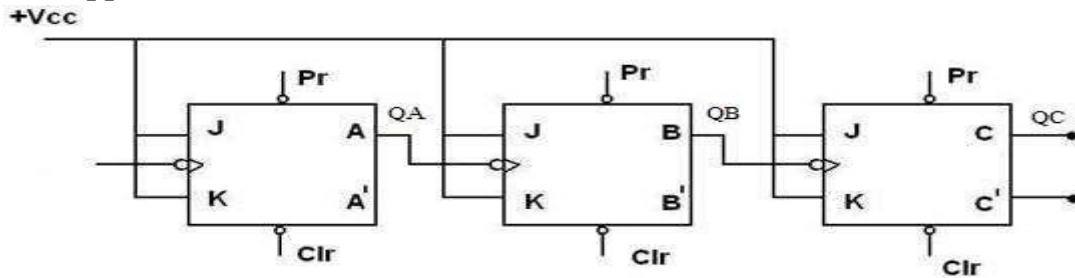 +Vcc
Pr Pr Pr
J A QA J B QB J C QC
K A' K B' K C'
Clr Clr Clr